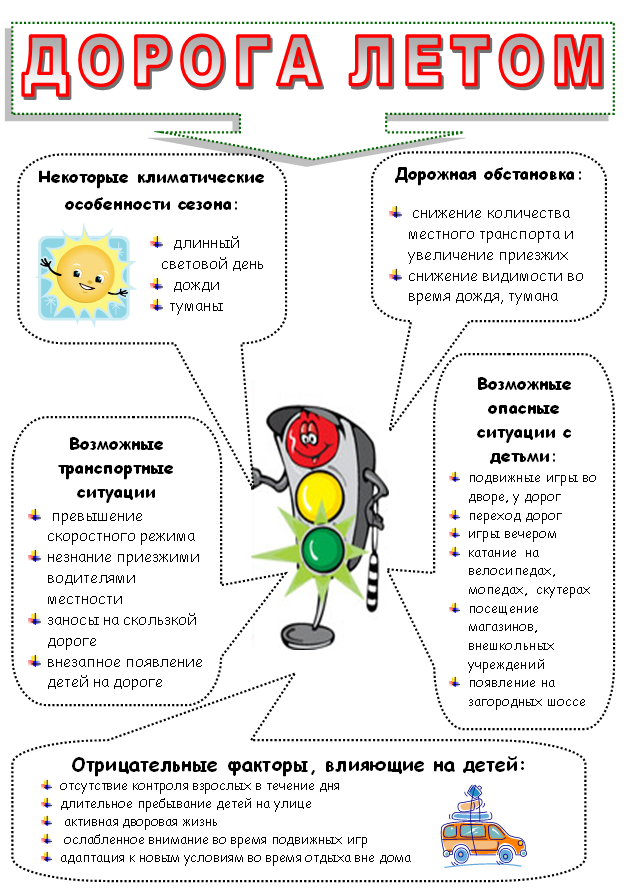 ДОРОГА ЛЕТОМ
Некоторые климатические
особенности сезона:
длинный
световой день
дожди
туманы
Дорожная обстановка:
снижение количества
местного транспорта и
увеличение приезжих
снижение видимости во
время дождя, тумана
Возможные
транспортные
ситуации
превышение
скоростного режима
незнание приезжими
водителями
местности
заносы на скользкой
дороге
внезапное появление
детей на дороге
Возможные
опасные
ситуации с
детьми:
подвижные игры во
дворе, у дорог
переход дорог
игры вечером
катание на
велосипедах,
мопедах, скутерах
посещение
магазинов,
внешкольных
учреждений
появление на
загородных шоссе
Отрицательные факторы, влияющие на детей:
отсутствие контроля взрослых в течение дня
длительное пребывание детей на улице
активная дворовая жизнь
ослабленное внимание во время подвижных игр
адаптация к новым условиям во время отдыха вне дома